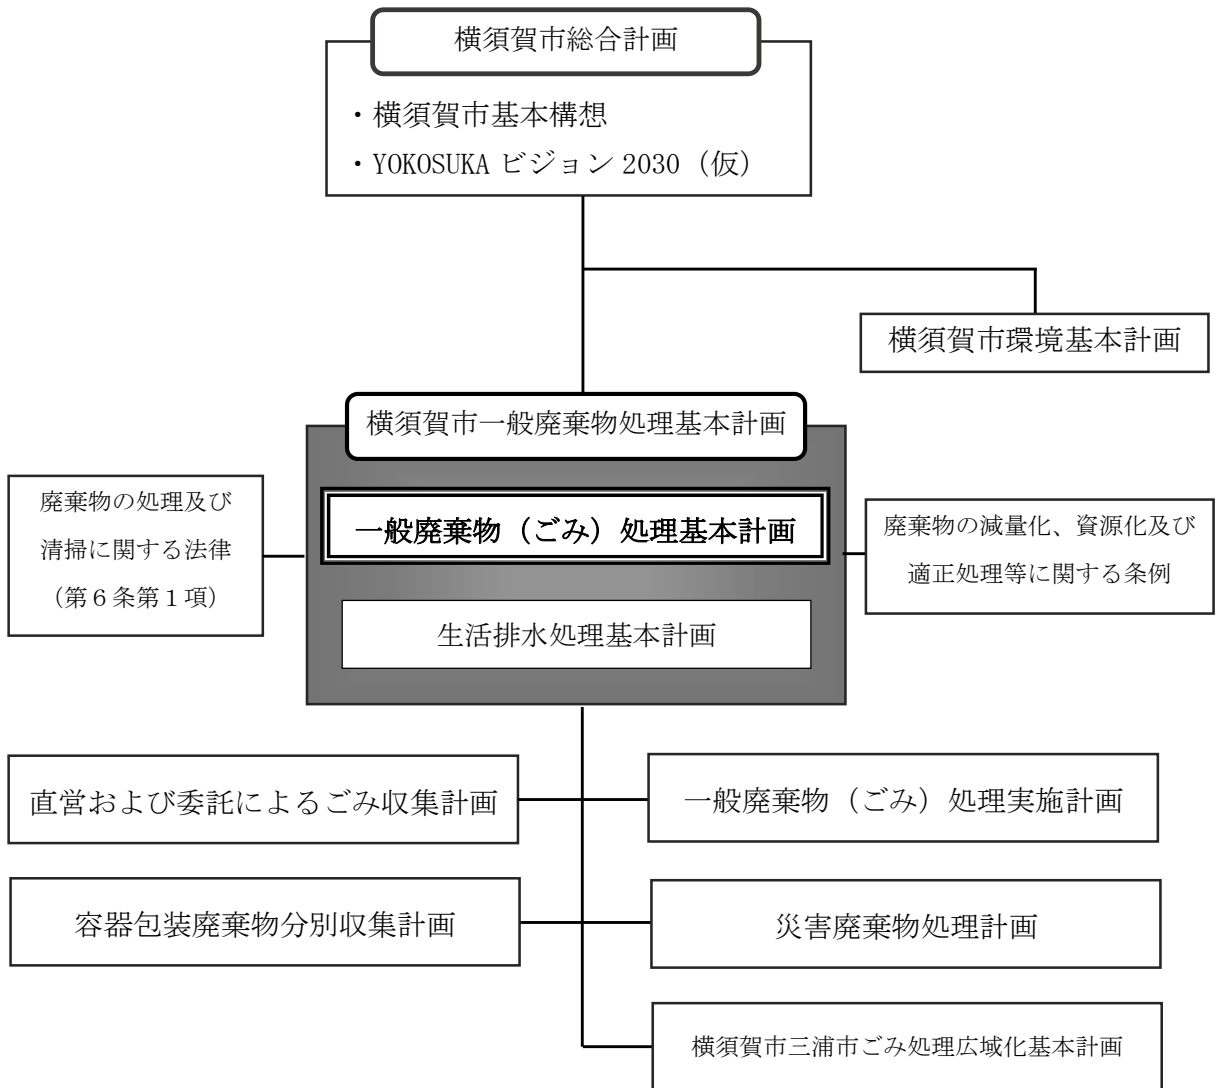 横須賀市総合計画
・横須賀市基本構想
・YOKOSUKA ビジョン 2030（仮）
横須賀市環境基本計画
横須賀市一般廃棄物処理基本計画
廃棄物の処理及び
清掃に関する法律
（第６条第１項）
一般廃棄物（ごみ）処理基本計画
廃棄物の減量化、資源化及び
適正処理等に関する条例
生活排水処理基本計画
直営および委託によるごみ収集計画
一般廃棄物（ごみ）処理実施計画
容器包装廃棄物分別収集計画
災害廃棄物処理計画
横須賀市三浦市ごみ処理広域化基本計画